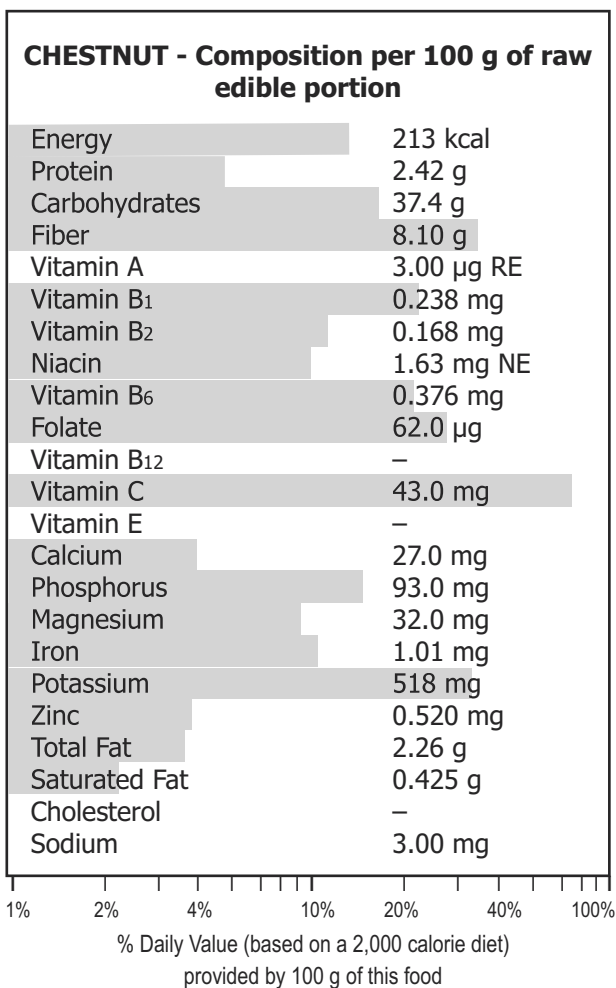 CHESTNUT - Composition per 100 g of raw
edible portion
Energy 213 kcal
Protein 2.42 g
Carbohydrates 37.4 g
Fiber 8.10 g
Vitamin A 3.00 µg RE
Vitamin B1 0.238 mg
Vitamin B2 0.168 mg
Niacin 1.63 mg NE
Vitamin B6 0.376 mg
Folate 62.0 µg
Vitamin B12 –
Vitamin C 43.0 mg
Vitamin E –
Calcium 27.0 mg
Phosphorus 93.0 mg
Magnesium 32.0 mg
Iron 1.01 mg
Potassium 518 mg
Zinc 0.520 mg
Total Fat 2.26 g
Saturated Fat 0.425 g
Cholesterol –
Sodium 3.00 mg
1% 2% 4% 10% 20% 40% 100%
% Daily Value (based on a 2,000 calorie diet)
provided by 100 g of this food